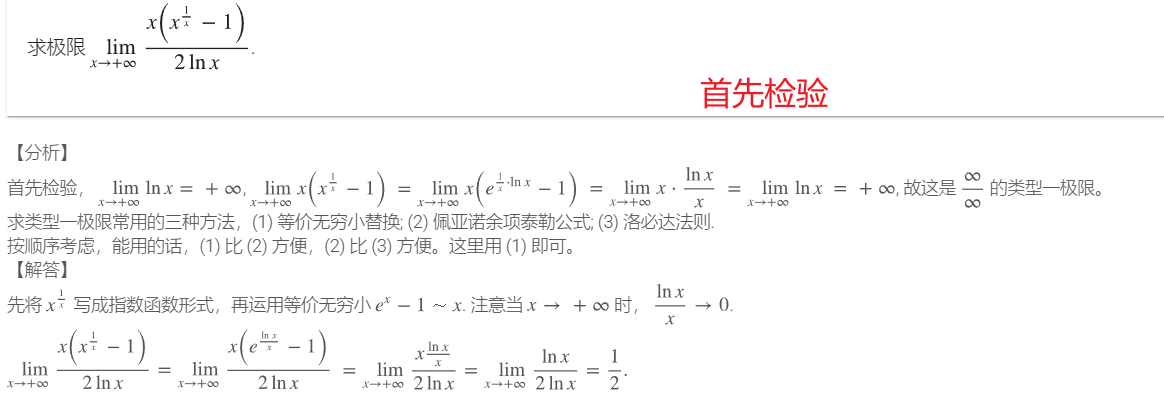 求极限 $\lim\limits_{x\to+\infty} \frac{x\left(x^{\frac{1}{x}}-1\right)}{2\ln x}$.
首先检验
【分析】
首先检验， $\lim\limits_{x\to+\infty} \ln x = +\infty$, $\lim\limits_{x\to+\infty} x\left(x^{\frac{1}{x}}-1\right) = \lim\limits_{x\to+\infty} x\left(e^{\frac{1}{x}\cdot\ln x}-1\right) = \lim\limits_{x\to+\infty} x\cdot\frac{\ln x}{x} = \lim\limits_{x\to+\infty} \ln x = +\infty$, 故这是 $\frac{\infty}{\infty}$ 的类型一极限。
求类型一极限常用的三种方法，(1) 等价无穷小替换; (2) 佩亚诺余项泰勒公式; (3) 洛必达法则.
按顺序考虑，能用的话，(1) 比 (2) 方便，(2) 比 (3) 方便。这里用 (1) 即可。
【解答】
先将 $x^{\frac{1}{x}}$ 写成指数函数形式，再运用等价无穷小 $e^x-1\sim x$. 注意当 $x\to+\infty$ 时， $\frac{\ln x}{x}\to 0$.
$\lim\limits_{x\to+\infty} \frac{x\left(x^{\frac{1}{x}}-1\right)}{2\ln x} = \lim\limits_{x\to+\infty} \frac{x\left(e^{\frac{\ln x}{x}}-1\right)}{2\ln x} = \lim\limits_{x\to+\infty} \frac{x\frac{\ln x}{x}}{2\ln x} = \lim\limits_{x\to+\infty} \frac{\ln x}{2\ln x} = \frac{1}{2}$.